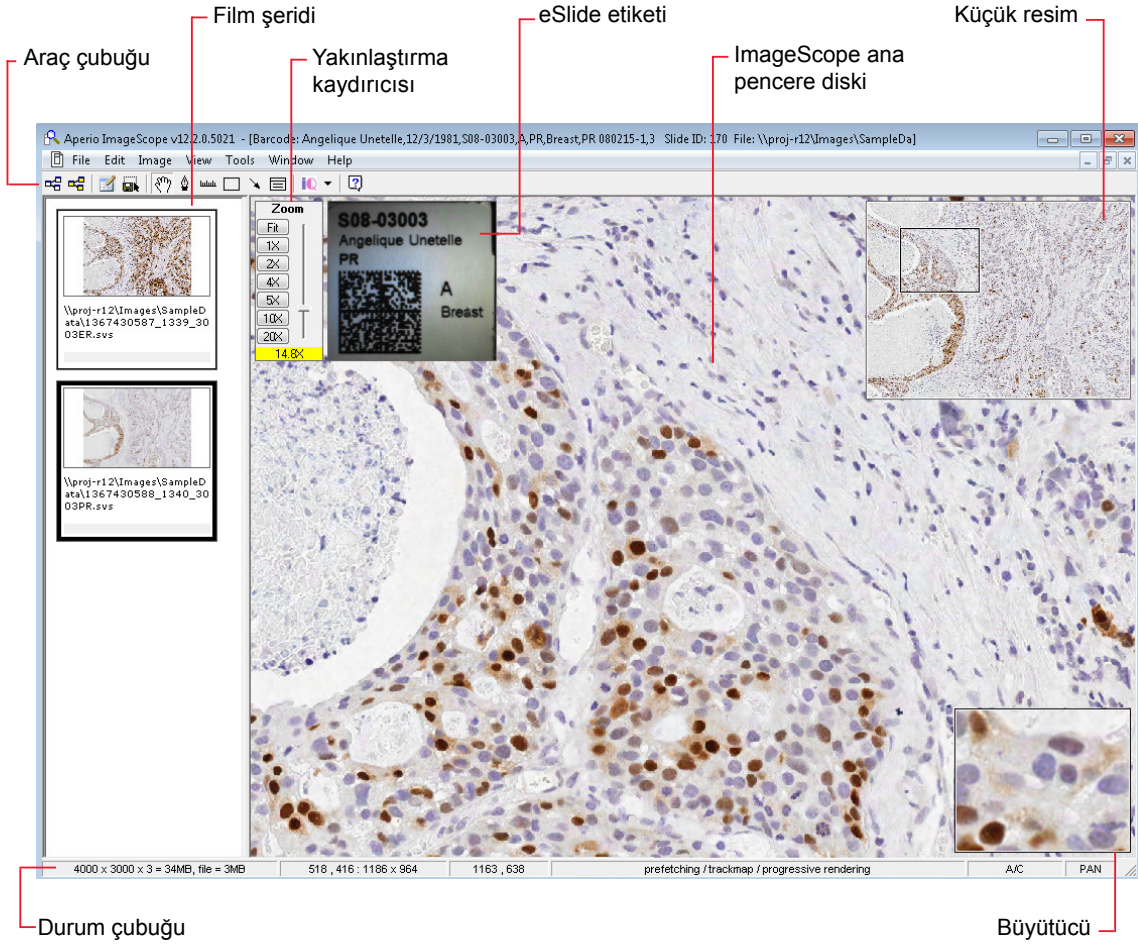 Film şeridi
eSlide etiketi
Küçük resim
Araç çubuğu
Yakınlaştırma
kaydırıcısı
ImageScope ana
pencere diski
Aperio ImageScope v12.2.0.5021 - [Barcode: Angelique Unetelle,12/3/1981,S08-03003,A,PR,Breast,PR 080215-1,3 Slide ID: 170 File: \\proj-r12\Images\SampleDa]
File Edit Image View Tools Window Help
Zoom
Fit
1X
2X
4X
5X
10X
20X
14.8X
S08-03003
Angelique Unetelle
PR
A
Breast
\\proj-r12\Images\SampleD
ata\1367430587_1339_30
03ER.svs
\\proj-r12\Images\SampleD
ata\1367430588_1340_30
03PR.svs
4000 x 3000 x 3 = 34MB, file = 3MB
518 , 416 : 1186 x 964
1163 , 638
prefetching / trackmap / progressive rendering
A/C
PAN
Durum çubuğu
Büyütücü